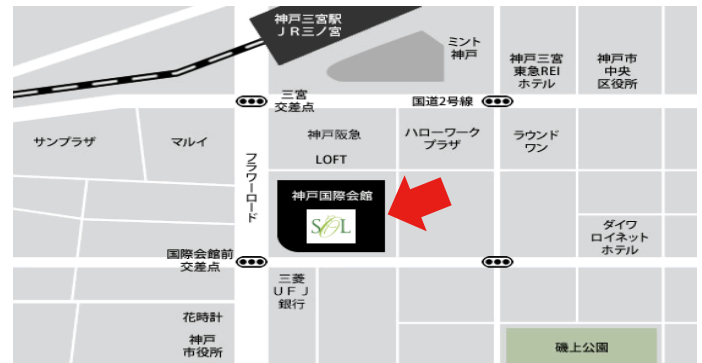 神戸三宮駅
ＪＲ三ノ宮
ミント
神戸
神戸三宮
東急REI
ホテル
神戸市
中央
区役所
三宮
交差点
国道2号線
サンプラザ
マルイ
フラワーロード
神戸阪急
LOFT
ハローワーク
プラザ
ラウンド
ワン
神戸国際会館
SOL
ダイワ
ロイネット
ホテル
国際会館前
交差点
三菱
ＵＦＪ
銀行
花時計
神戸
市役所
磯上公園